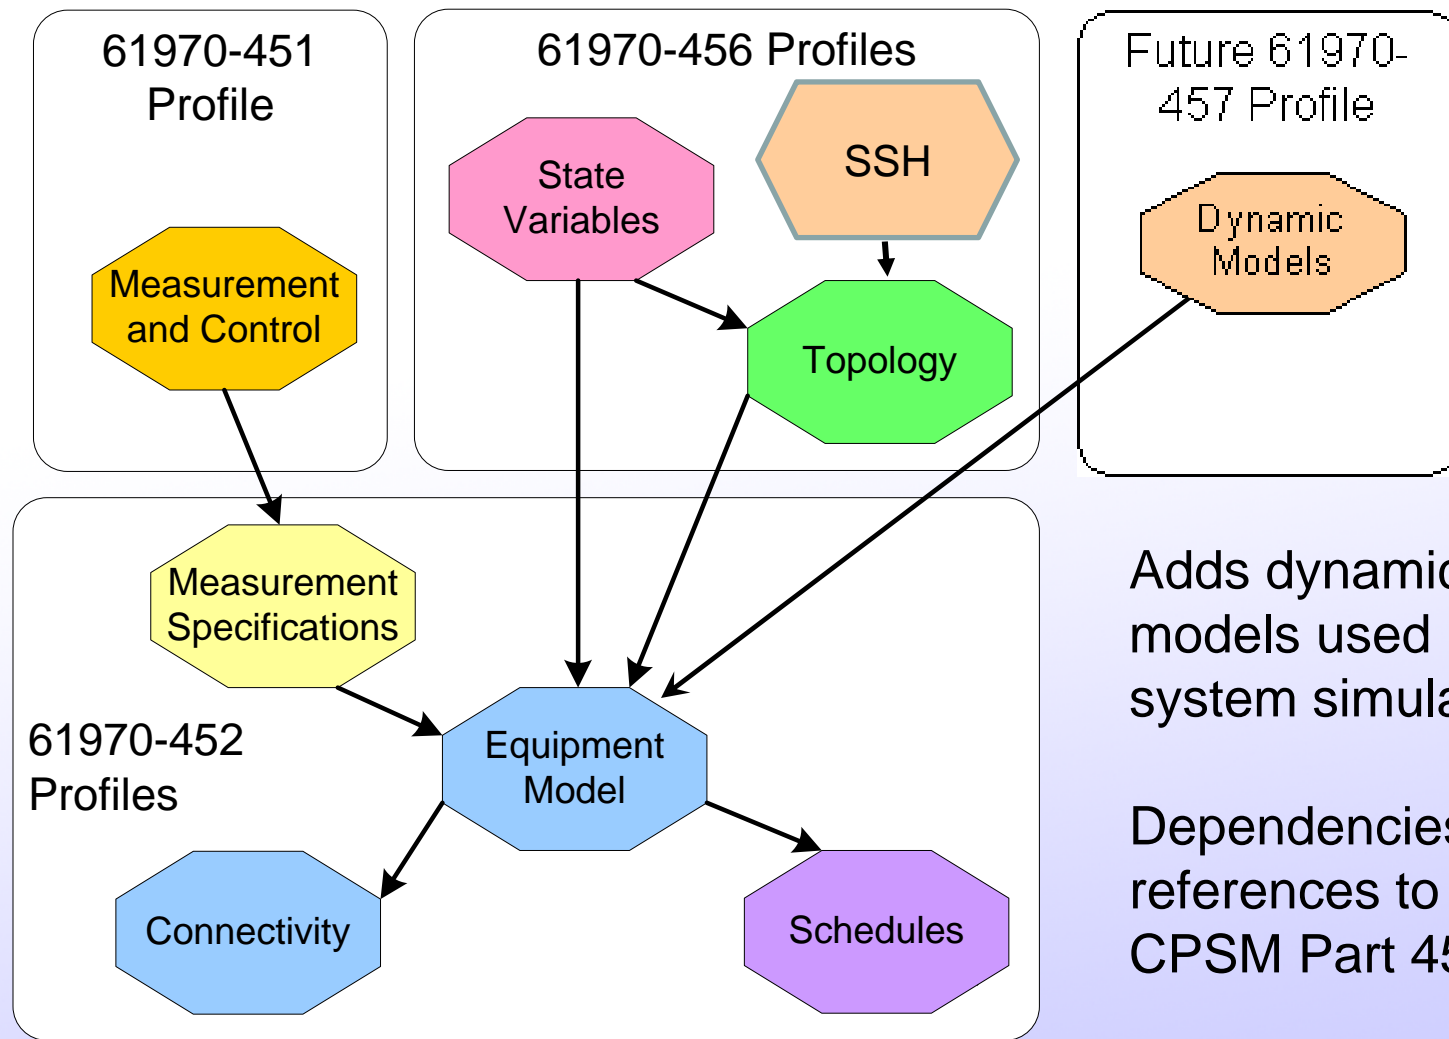 61970-451
Profile
61970-456 Profiles
Future 61970-
457 Profile
State
Variables
SSH
Dynamic
Models
Measurement
and Control
Topology
Measurement
Specifications
61970-452
Profiles
Equipment
Model
Connectivity
Schedules
Adds dynamic
models used
system
Dependencies
references to
CPSM Part